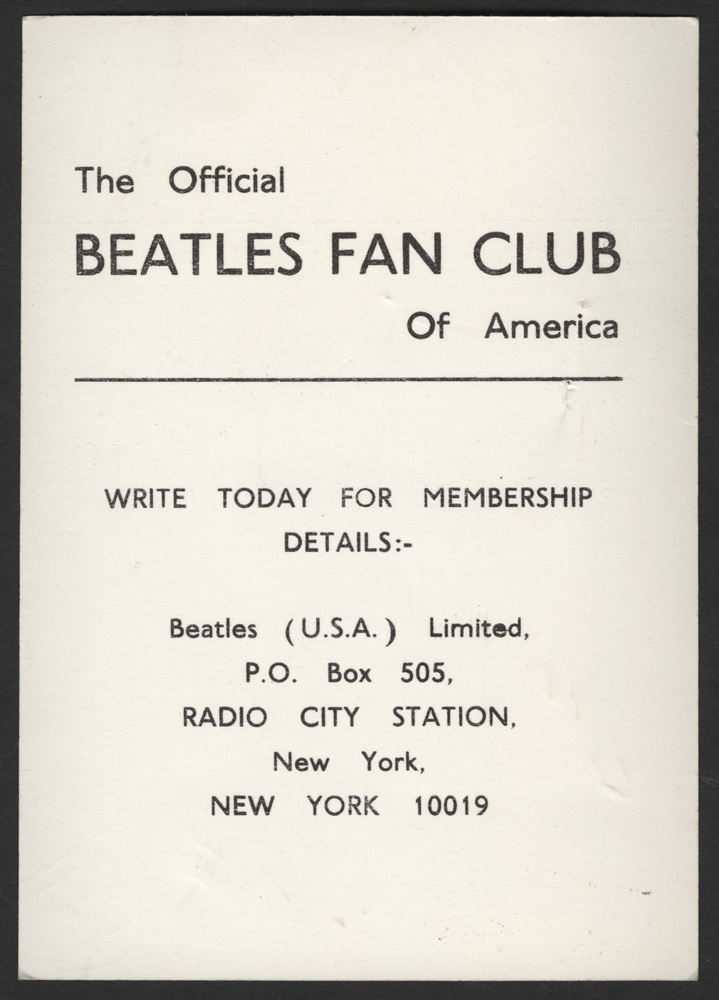 The Official
BEATLES FAN CLUB
Of America
WRITE TODAY FOR MEMBERSHIP
DETAILS:-
Beatles (U.S.A.) Limited,
P.O. Box 505,
RADIO CITY STATION,
New York,
NEW YORK 10019